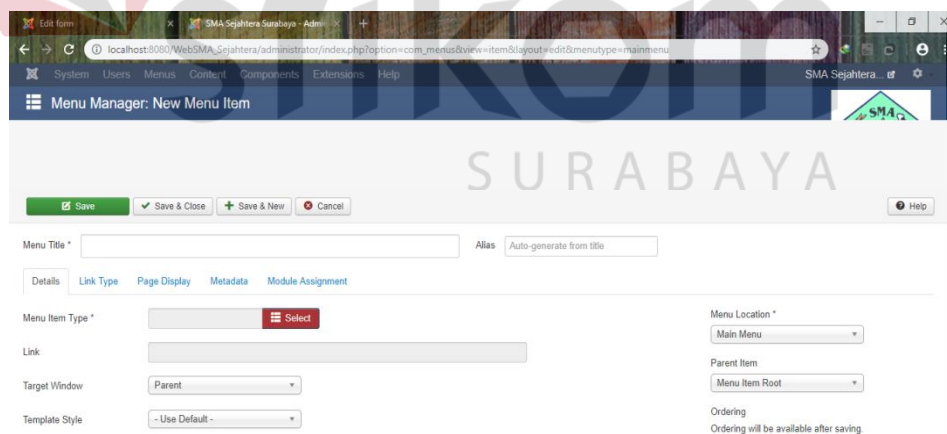 Edit form
SMA Sejahtera Surabaya - Adm
localhost:8080/WebSMA_Sejahtera/administrator/index.php?option=com_menus&view=item&layout=edit&menutype=mainmenu
System Users Menus Content Components Extensions Help SMA Sejahtera...
Menu Manager: New Menu Item
SMA
SURABAYA
Save Save & Close Save & New Cancel Help
Menu Title * Alias Auto-generate from title
Details Link Type Page Display Metadata Module Assignment
Menu Item Type * Select
Link
Target Window Parent
Template Style - Use Default -
Menu Location *
Main Menu
Parent Item
Menu Item Root
Ordering
Ordering will be available after saving.